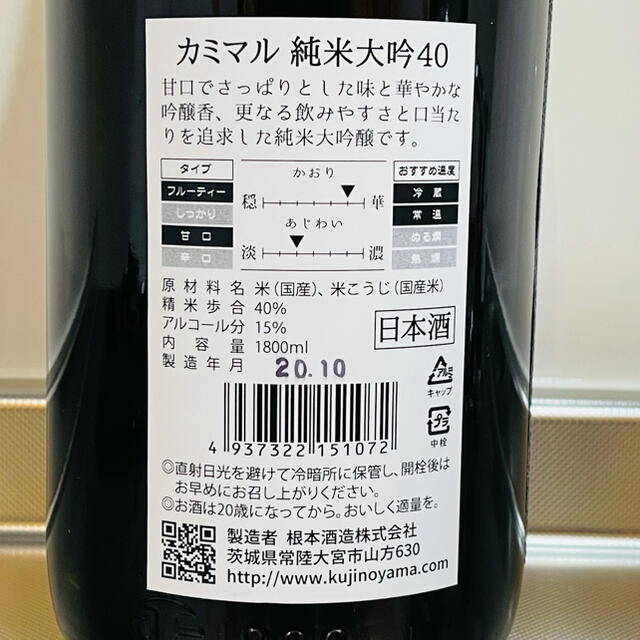 カミマル 純米大吟40
甘口でさっぱりとした味と華やかな
吟醸香、更なる飲みやすさと口当た
りを追求した純米大吟醸です。
タイプ
フルーティー
しっかり
甘口
辛口
かおり
穏 華
あじわい
淡 濃
おすすめ温度
冷蔵
常温
ぬる燗
熱燗
原材料名 米(国産)、米こうじ(国産米)
精米歩合 40%
アルコール分 15%
内容量 1800ml
製造年月 20.10
日本酒
アルミ
キャップ
プラ
中栓
4 937322 151072
◎直射日光を避けて冷暗所に保管し、開栓後は
お早めにお召し上がりください。
◎お酒は20歳になってから。おいしく適量を。
製造者 根本酒造株式会社
茨城県常陸大宮市山方630
http://www.kujinoyama.com